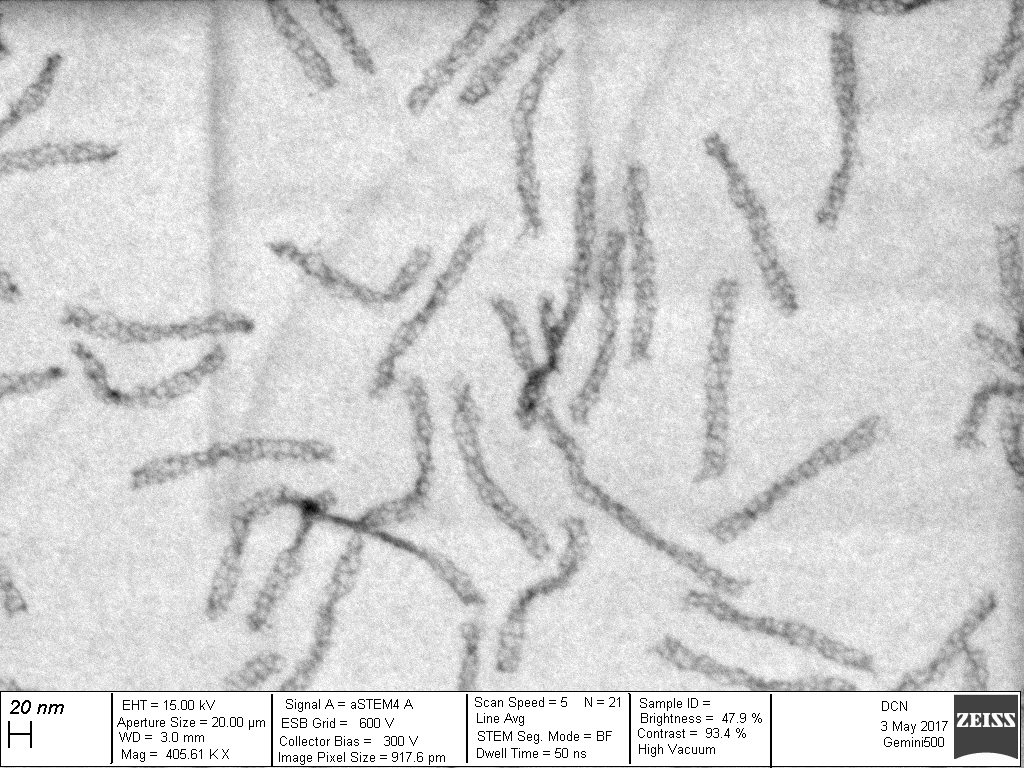 20 nm
EHT = 15.00 kV
Aperture Size = 20.00 µm
WD = 3.0 mm
Mag = 405.61 K X
Signal A = aSTEM4 A
ESB Grid = 600 V
Collector Bias = 300 V
Image Pixel Size = 917.6 pm
Scan Speed = 5 N = 21
Line Avg
STEM Seg. Mode = BF
Dwell Time = 50 ns
Sample ID =
Brightness = 47.9 %
Contrast = 93.4 %
High Vacuum
DCN
3 May 2017
Gemini500
ZEISS